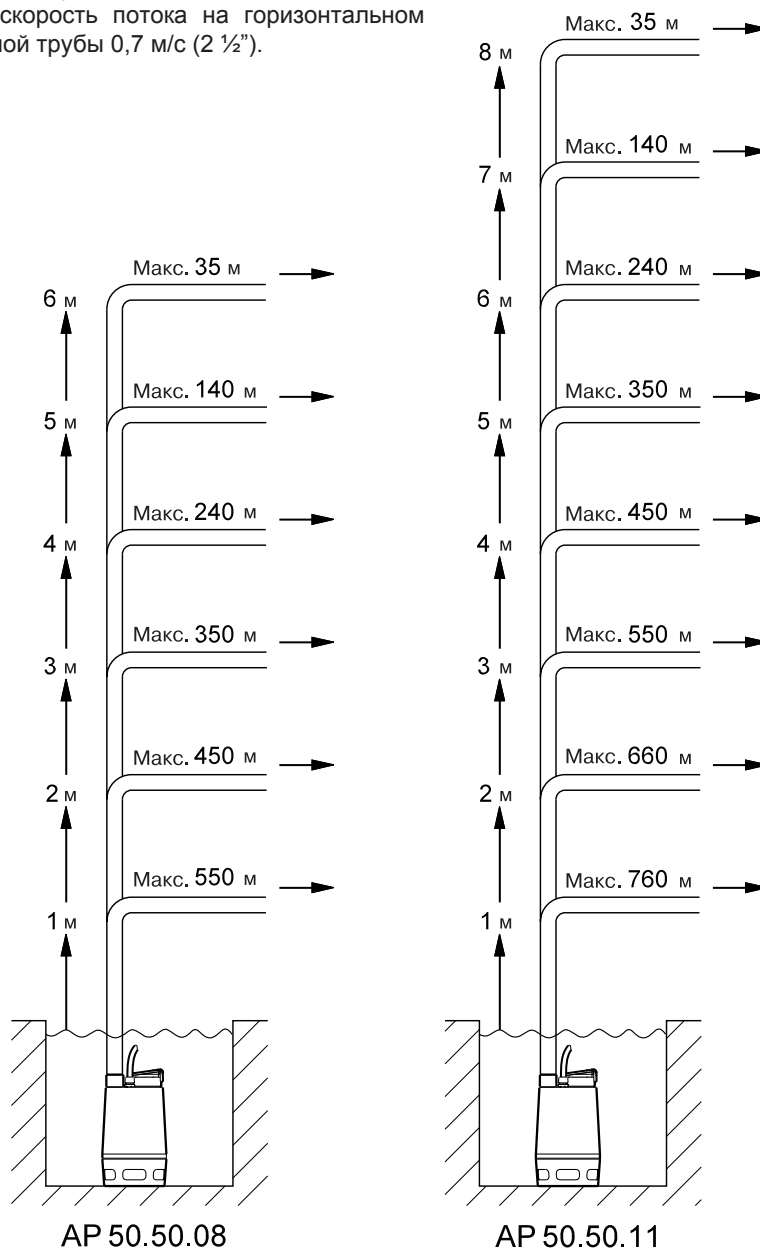 скорость потока на горизонтальном
ной трубы 0,7 м/с (2 ½”).
6 м
Макс. 35 м
5 м
Макс. 140 м
4 м
Макс. 240 м
3 м
Макс. 350 м
2 м
Макс. 450 м
1 м
Макс. 550 м
AP 50.50.08
8 м
Макс. 35 м
7 м
Макс. 140 м
6 м
Макс. 240 м
5 м
Макс. 350 м
4 м
Макс. 450 м
3 м
Макс. 550 м
2 м
Макс. 660 м
1 м
Макс. 760 м
AP 50.50.11